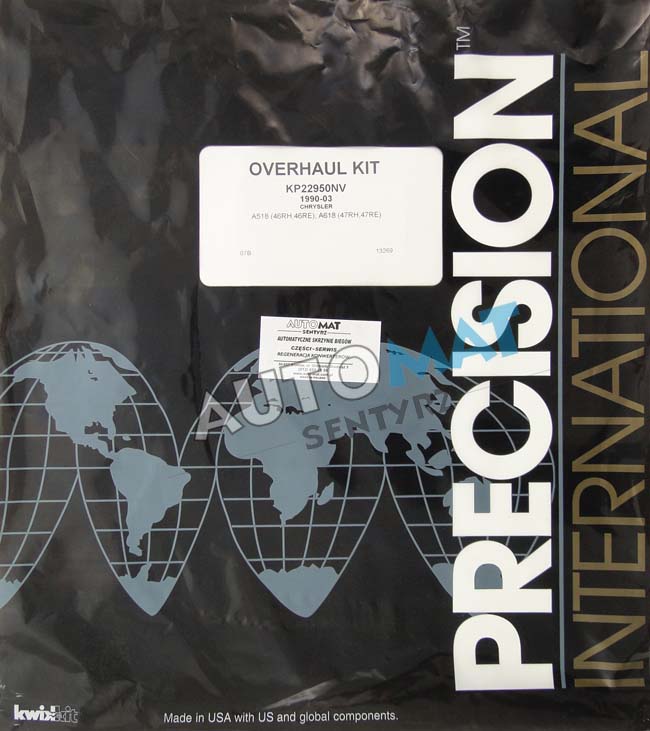 OVERHAUL KIT
KP22950NV
1990-03
CHRYSLER
A518 (46RH,46RE), A618 (47RH,47RE)
07B 13269
AUTOMAT
SENTYRZ
AUTOMATYCZNE SKRZYNIE BIEGÓW
CZĘŚCI - SERWIS
REGENERACJA KONWERTERÓW
AUTOMAT
SENTYRZ
PRECISION™
INTERNATIONAL
kwikkit
Made in USA with US and global components.